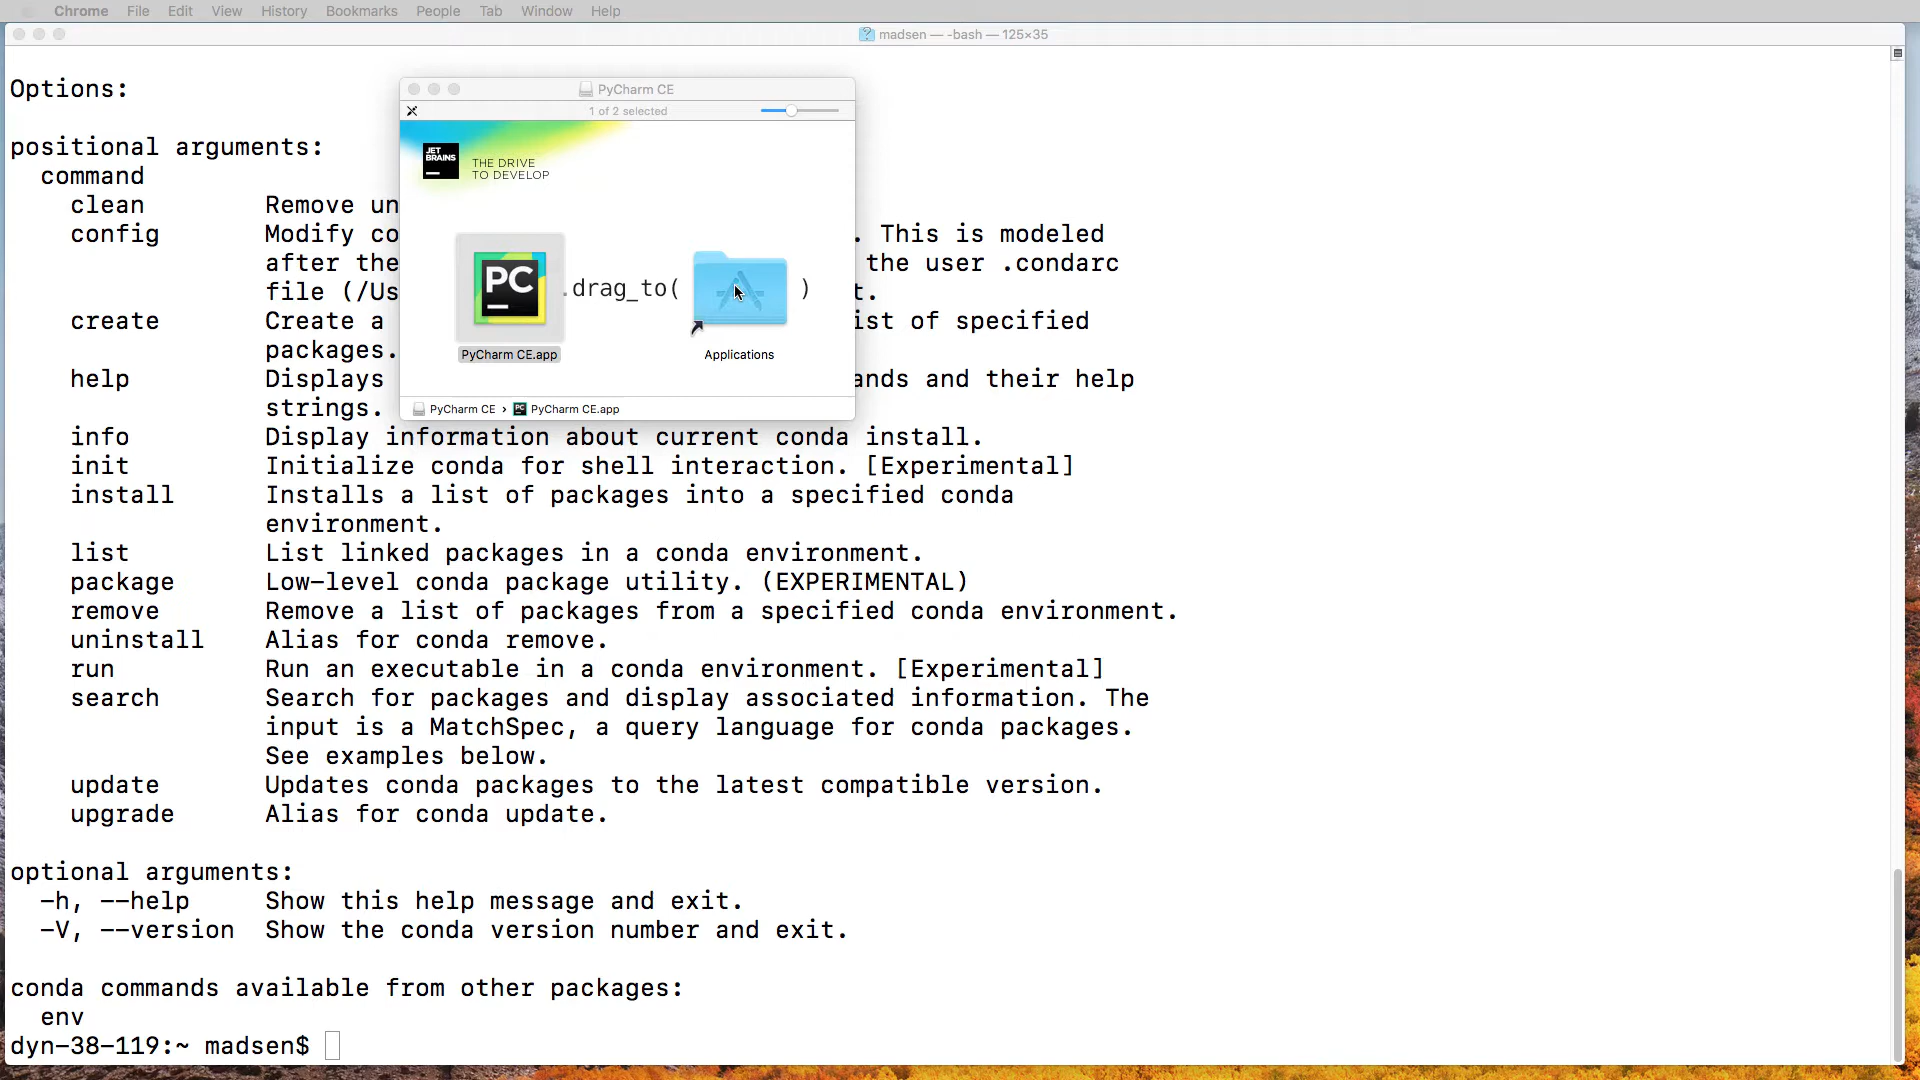 Chrome File Edit View History Bookmarks People Tab Window Help
madsen — -bash — 125×35
Options:
positional arguments:
command
clean Remove un
config Modify co . This is modeled
after the the user .condarc
file (/Us t.
create Create a ist of specified
packages.
help Displays ands and their help
strings.
info Display information about current conda install.
init Initialize conda for shell interaction. [Experimental]
install Installs a list of packages into a specified conda
environment.
list List linked packages in a conda environment.
package Low-level conda package utility. (EXPERIMENTAL)
remove Remove a list of packages from a specified conda environment.
uninstall Alias for conda remove.
run Run an executable in a conda environment. [Experimental]
search Search for packages and display associated information. The
input is a MatchSpec, a query language for conda packages.
See examples below.
update Updates conda packages to the latest compatible version.
upgrade Alias for conda update.
optional arguments:
-h, --help Show this help message and exit.
-V, --version Show the conda version number and exit.
conda commands available from other packages:
env
dyn-38-119:~ madsen$
PyCharm CE
1 of 2 selected
JET
BRAINS
THE DRIVE
TO DEVELOP
PC
.drag_to( )
PyCharm CE.app
Applications
PyCharm CE › PyCharm CE.app